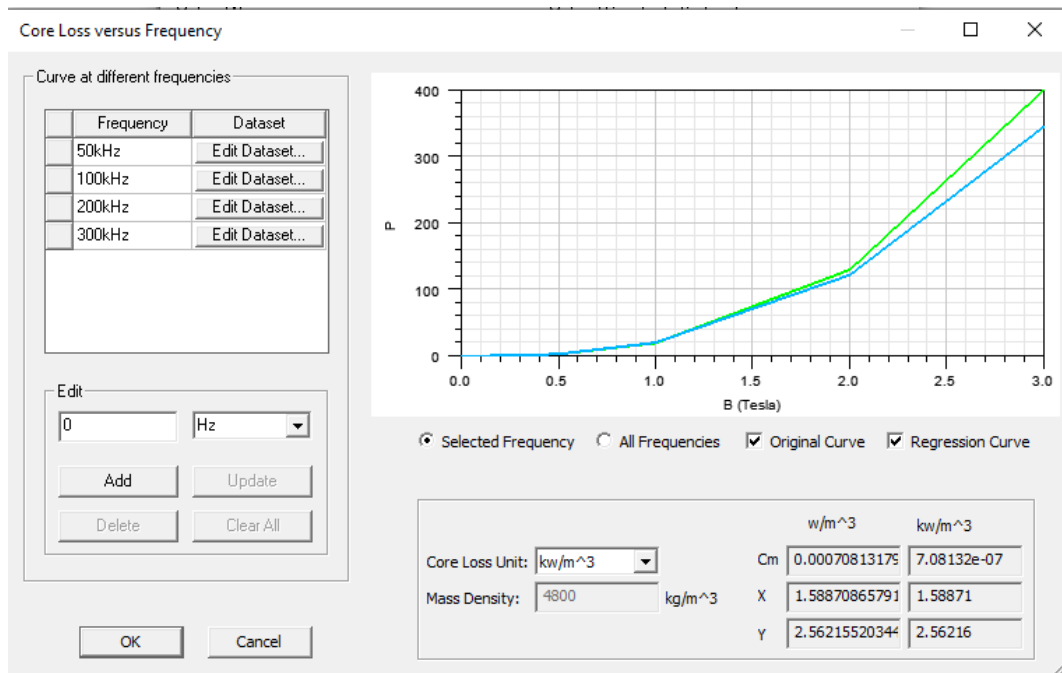 Core Loss versus Frequency
Curve at different frequencies
Frequency Dataset
50kHz Edit Dataset...
100kHz Edit Dataset...
200kHz Edit Dataset...
300kHz Edit Dataset...
Edit
0 Hz
Add Update
Delete Clear All
OK Cancel
400
300
200
100
0
P
0.0 0.5 1.0 1.5 2.0 2.5 3.0
B (Tesla)
Selected Frequency All Frequencies Original Curve Regression Curve
w/m^3 kw/m^3
Core Loss Unit: kw/m^3 Cm 0.00070813179 7.08132e-07
Mass Density: 4800 kg/m^3 X 1.58870865791 1.58871
Y 2.56215520344 2.56216